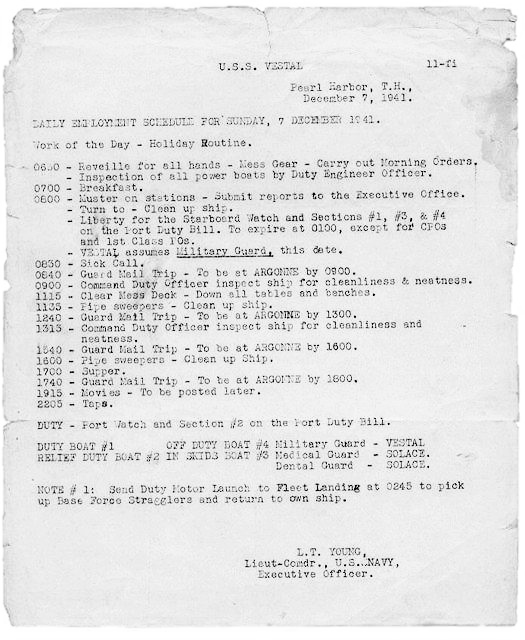 U.S.S. VESTAL 11-fi
Pearl Harbor, T.H.,
December 7, 1941.
DAILY EMPLOYMENT SCHEDULE FOR SUNDAY, 7 DECEMBER 1941.
Work of the Day - Holiday Routine.
0630 - Reveille for all hands - Mess Gear - Carry out Morning Orders.
- Inspection of all power boats by Duty Engineer Officer.
0700 - Breakfast.
0800 - Muster on stations - Submit reports to the Executive Office.
- Turn to - Clean up ship.
- Liberty for the Starboard Watch and Sections #1, #3, & #4
on the Port Duty Bill. To expire at 0100, except for CPOs
and 1st Class POs.
- VESTAL assumes Military Guard, this date.
0830 - Sick Call.
0840 - Guard Mail Trip - To be at ARGONNE by 0900.
0900 - Command Duty Officer inspect ship for cleanliness & neatness.
1115 - Clear Mess Deck - Down all tables and benches.
1135 - Pipe sweepers - Clean up ship.
1240 - Guard Mail Trip - To be at ARGONNE by 1300.
1315 - Command Duty Officer inspect ship for cleanliness and
neatness.
1540 - Guard Mail Trip - To be at ARGONNE by 1600.
1600 - Pipe sweepers - Clean up Ship.
1700 - Supper.
1740 - Guard Mail Trip - To be at ARGONNE by 1800.
1915 - Movies - To be posted later.
2205 - Taps.
DUTY - Port Watch and Section #2 on the Port Duty Bill.
DUTY BOAT #1 OFF DUTY BOAT #4 Military Guard - VESTAL
RELIEF DUTY BOAT #2 IN SKIDS BOAT #3 Medical Guard - SOLACE.
Dental Guard - SOLACE.
NOTE # 1: Send Duty Motor Launch to Fleet Landing at 0245 to pick
up Base Force Stragglers and return to own ship.
L.T. YOUNG,
Lieut-Comdr., U.S. NAVY,
Executive Officer.